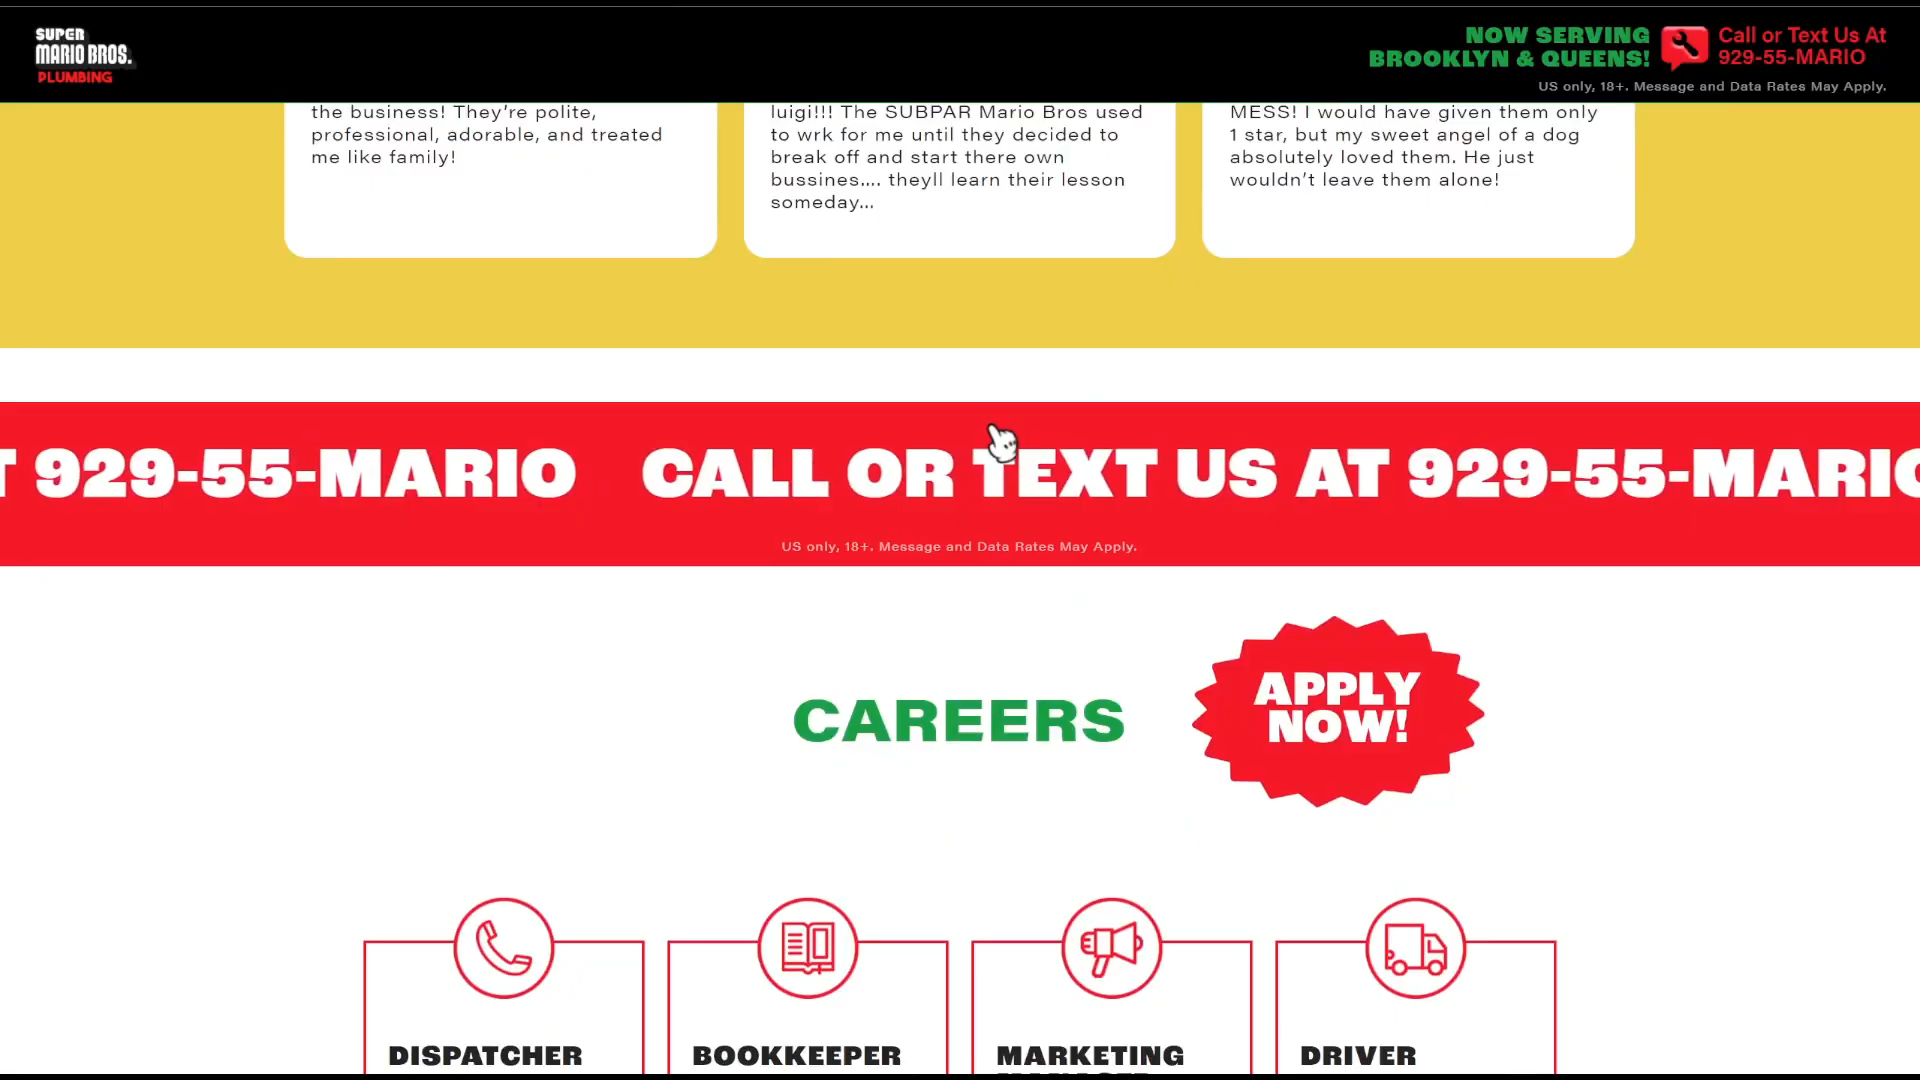 SUPER
MARIO BROS.
PLUMBING
NOW SERVING
BROOKLYN & QUEENS!
Call or Text Us At
929-55-MARIO
US only, 18+. Message and Data Rates May Apply.
the business! They’re polite,
professional, adorable, and treated
me like family!
luigi!!! The SUBPAR Mario Bros used
to wrk for me until they decided to
break off and start there own
bussines.... theyll learn their lesson
someday...
MESS! I would have given them only
1 star, but my sweet angel of a dog
absolutely loved them. He just
wouldn’t leave them alone!
T 929-55-MARIO CALL OR TEXT US AT 929-55-MARIO
US only, 18+. Message and Data Rates May Apply.
CAREERS
APPLY
NOW!
DISPATCHER
BOOKKEEPER
MARKETING
DRIVER